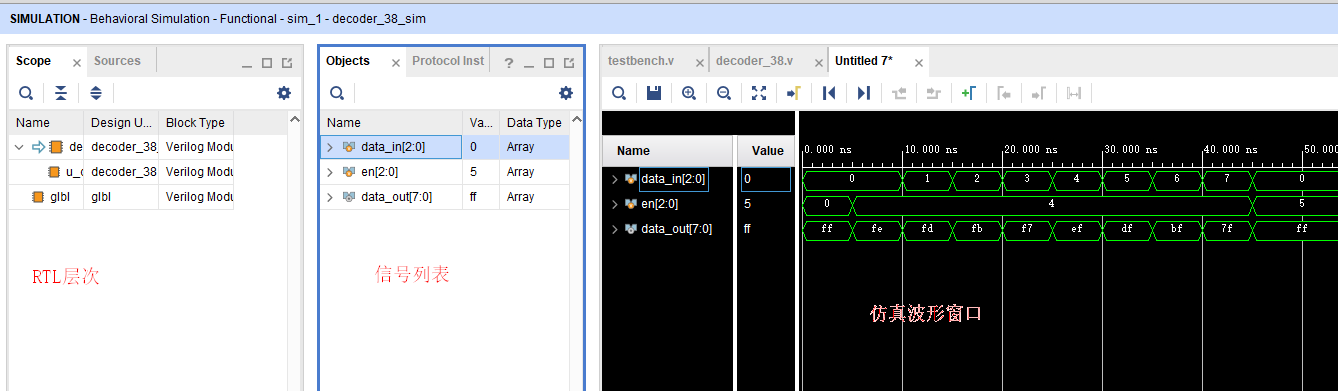 SIMULATION - Behavioral Simulation - Functional - sim_1 - decoder_38_sim
Scope
Sources
Name
Design U...
Block Type
de
decoder_38_
Verilog Modu
u_c
decoder_38
Verilog Modu
glbl
glbl
Verilog Modu
RTL层次
Objects
Protocol Inst
?
Name
Va...
Data Type
data_in[2:0]
0
Array
en[2:0]
5
Array
data_out[7:0]
ff
Array
信号列表
testbench.v
decoder_38.v
Untitled 7*
Name
Value
data_in[2:0]
0
en[2:0]
5
data_out[7:0]
ff
0.000 ns
10.000 ns
20.000 ns
30.000 ns
40.000 ns
50.000
0 1 2 3 4 5 6 7 0
0 4 5
ff fe fd fb f7 ef df bf 7f ff
仿真波形窗口